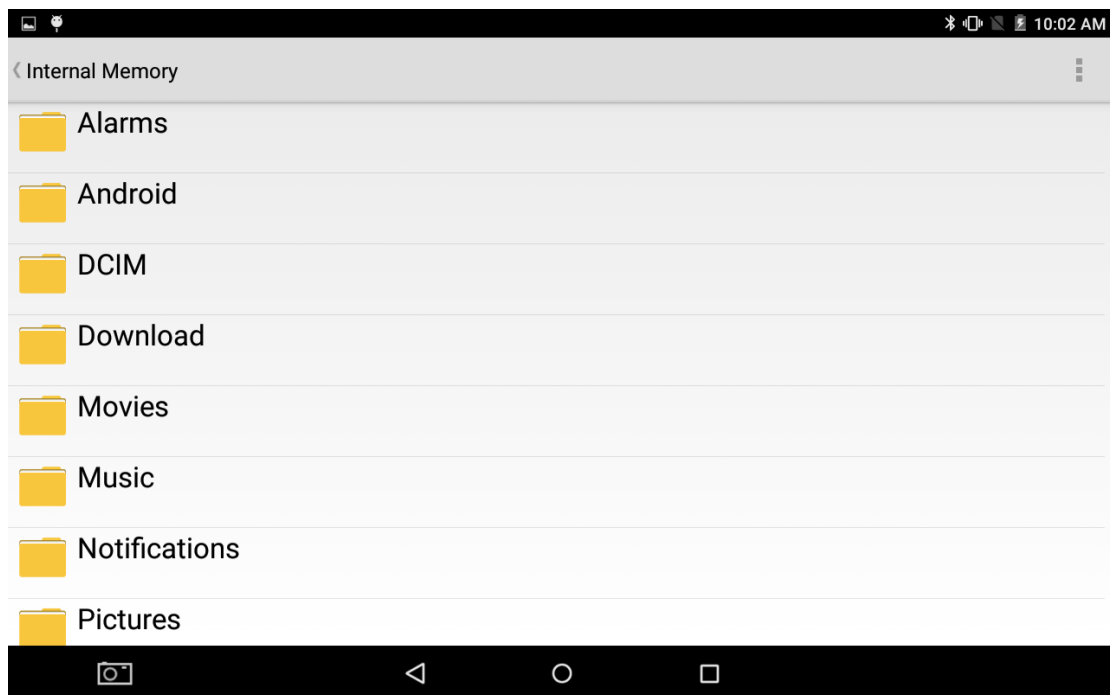 10:02 AM
Internal Memory
Alarms
Android
DCIM
Download
Movies
Music
Notifications
Pictures